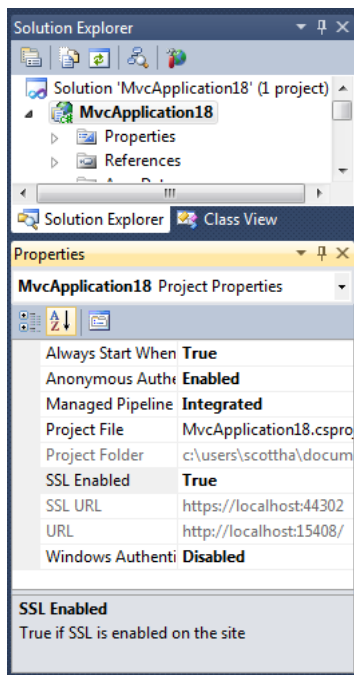 Solution Explorer
Solution 'MvcApplication18' (1 project)
MvcApplication18
Properties
References
Solution Explorer Class View
Properties
MvcApplication18 Project Properties
Always Start When True
Anonymous Authe Enabled
Managed Pipeline Integrated
Project File MvcApplication18.csproj
Project Folder c:\users\scottha\docum
SSL Enabled True
SSL URL https://localhost:44302
URL http://localhost:15408/
Windows Authenti Disabled
SSL Enabled
True if SSL is enabled on the site